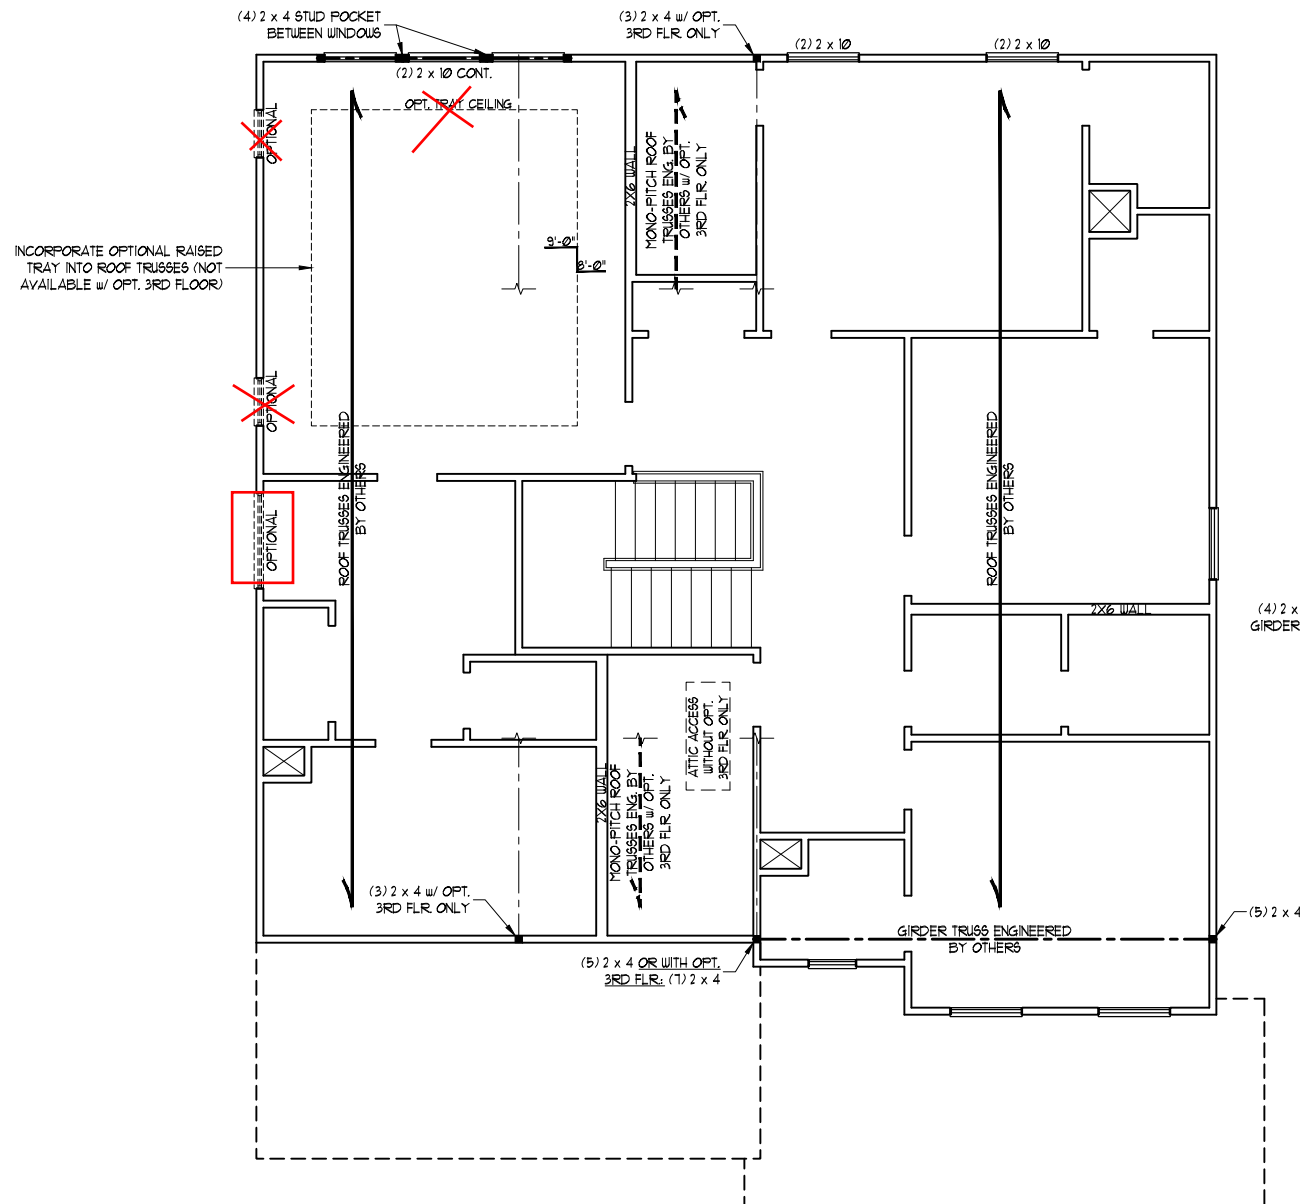 (4) 2 x 4 STUD POCKET
BETWEEN WINDOWS
(3) 2 x 4 w/ OPT.
3RD FLR. ONLY
(2) 2 x 10
(2) 2 x 10
(2) 2 x 10 CONT.
OPT. TRAY CEILING
OPTIONAL
2X6 WALL
MONO-PITCH ROOF
TRUSSES ENG. BY
OTHERS w/ OPT.
3RD FLR. ONLY
INCORPORATE OPTIONAL RAISED
TRAY INTO ROOF TRUSSES (NOT
AVAILABLE w/ OPT. 3RD FLOOR)
9'-0"
8'-0"
OPTIONAL
ROOF TRUSSES ENGINEERED
BY OTHERS
ROOF TRUSSES ENGINEERED
BY OTHERS
OPTIONAL
2X6 WALL
(4) 2 x
GIRDER
ATTIC ACCESS
WITHOUT OPT.
3RD FLR. ONLY
2X6 WALL
MONO-PITCH ROOF
TRUSSES ENG. BY
OTHERS w/ OPT.
3RD FLR. ONLY
(3) 2 x 4 w/ OPT.
3RD FLR. ONLY
(5) 2 x 4
GIRDER TRUSS ENGINEERED
BY OTHERS
(5) 2 x 4 OR WITH OPT.
3RD FLR.: (7) 2 x 4